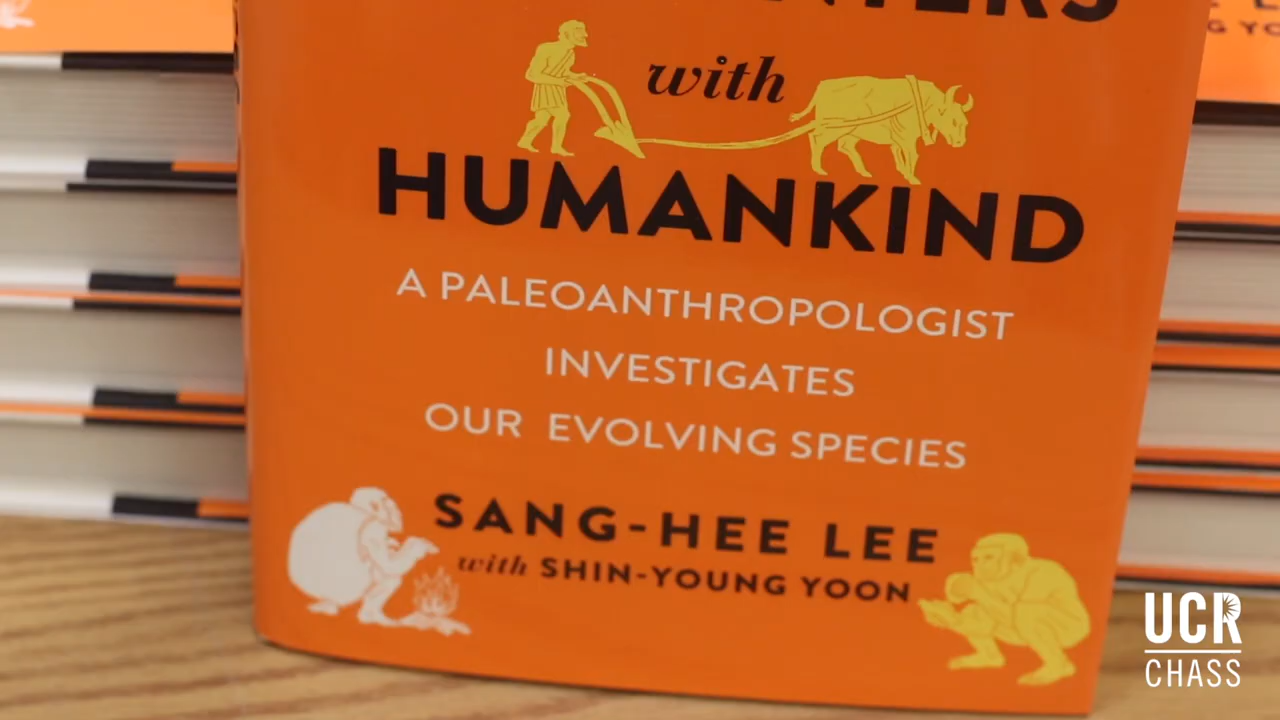 with
HUMANKIND
A PALEOANTHROPOLOGIST
INVESTIGATES
OUR EVOLVING SPECIES
SANG-HEE LEE
with SHIN-YOUNG YOON
UCR
CHASS